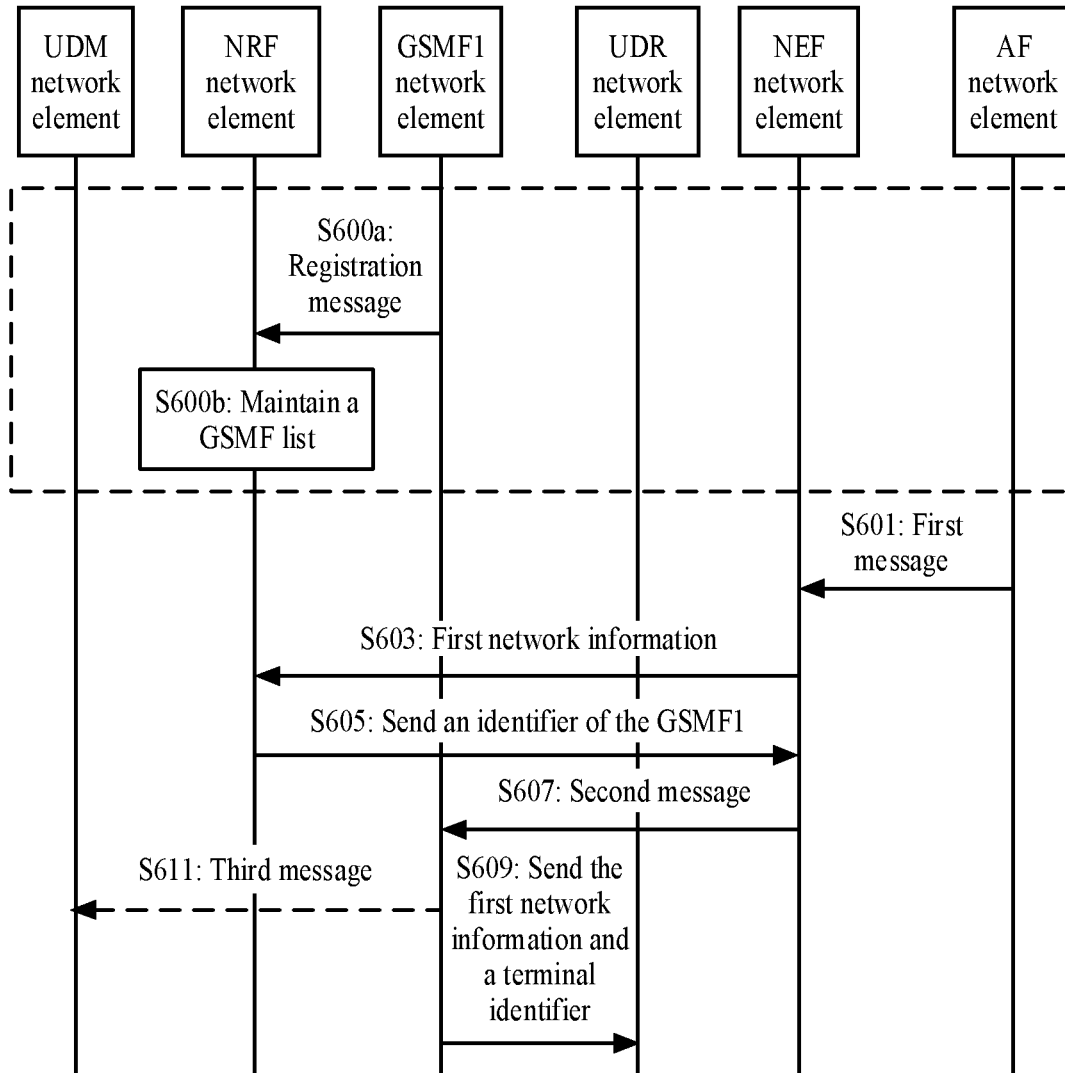 UDM
network
element
NRF
network
element
GSMF1
network
element
UDR
network
element
NEF
network
element
AF
network
element
S600a:
Registration
message
S600b: Maintain a
GSMF list
S601: First
message
S603: First network information
S605: Send an identifier of the GSMF1
S607: Second message
S611: Third message
S609: Send the
first network
information and
a terminal
identifier